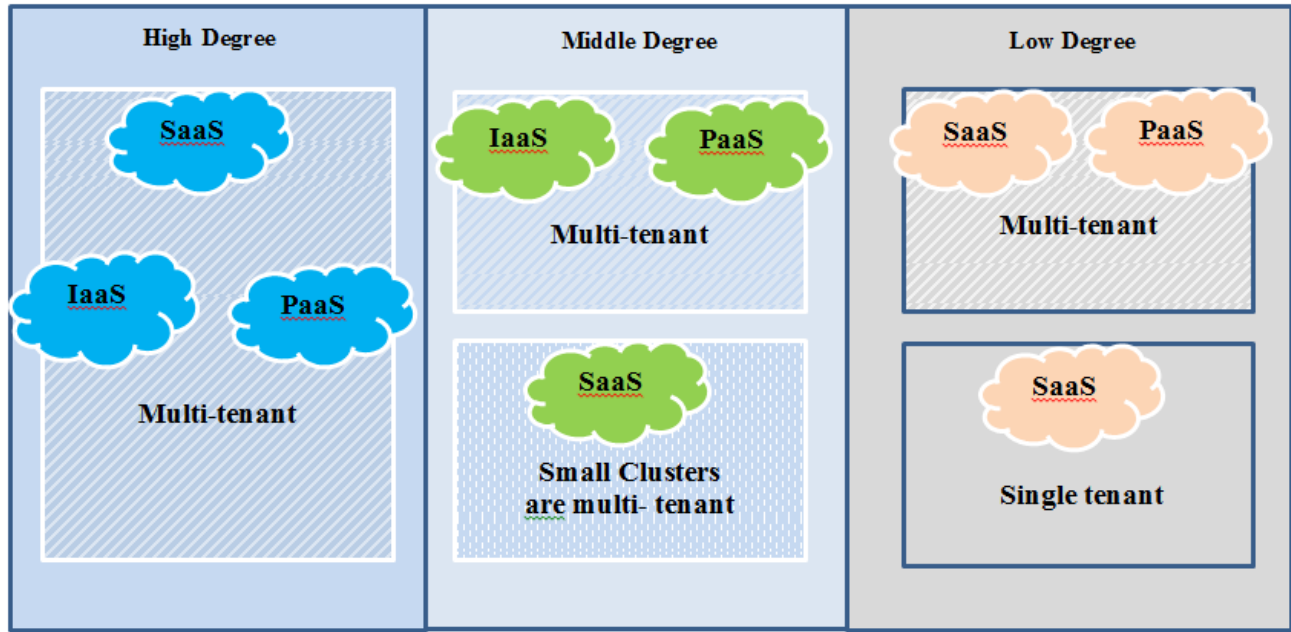 High Degree
SaaS
IaaS
PaaS
Multi-tenant
Middle Degree
IaaS
PaaS
Multi-tenant
SaaS
Small Clusters
are multi- tenant
Low Degree
SaaS
PaaS
Multi-tenant
SaaS
Single tenant